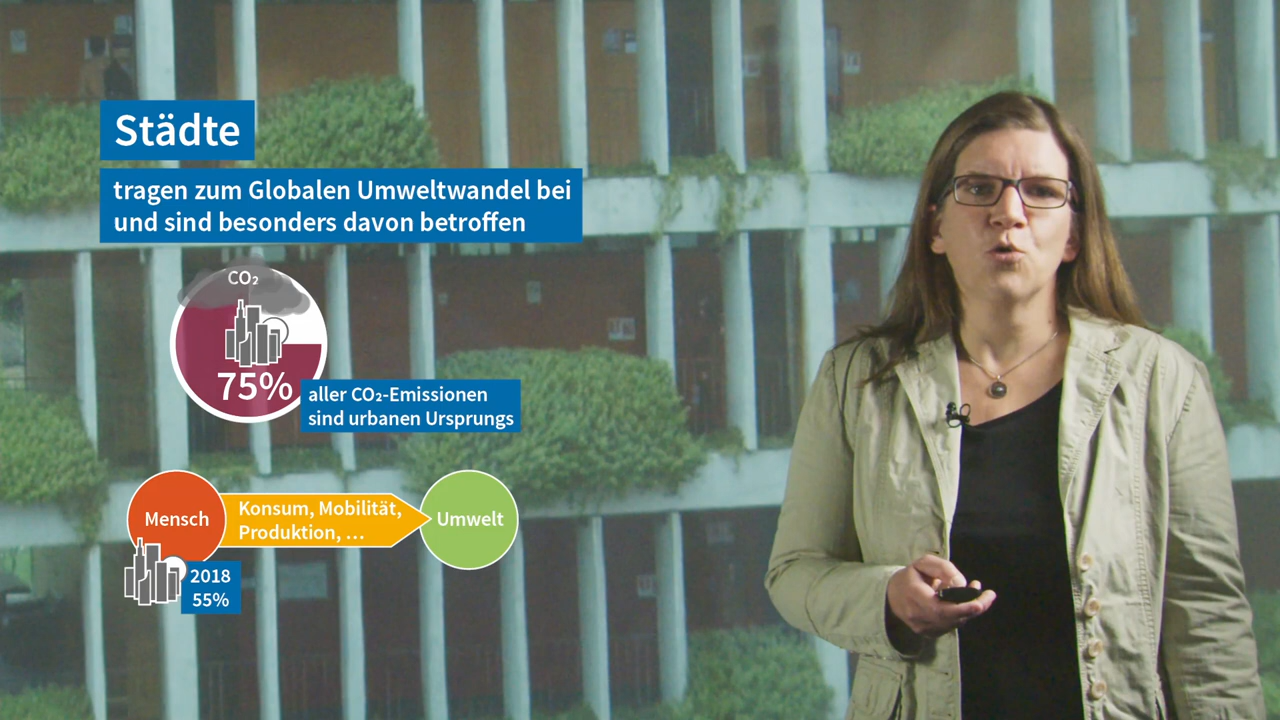 Städte
tragen zum Globalen Umweltwandel bei
und sind besonders davon betroffen
CO₂
75%
aller CO₂-Emissionen
sind urbanen Ursprungs
Mensch
Konsum, Mobilität,
Produktion, ...
Umwelt
2018
55%